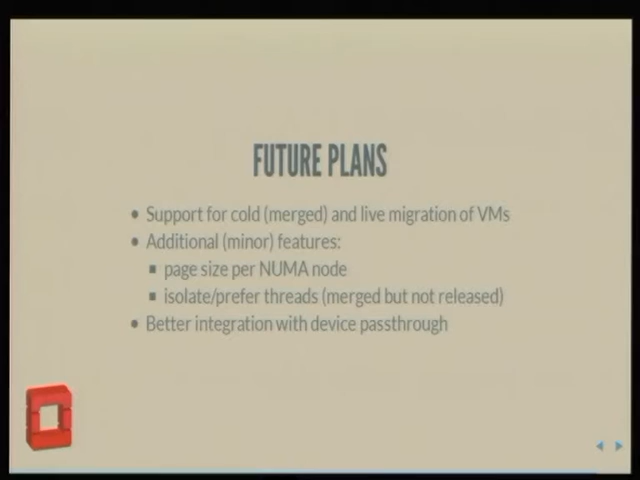 FUTURE PLANS
Support for cold (merged) and live migration of VMs
Additional (minor) features:
page size per NUMA node
isolate/prefer threads (merged but not released)
Better integration with device passthrough